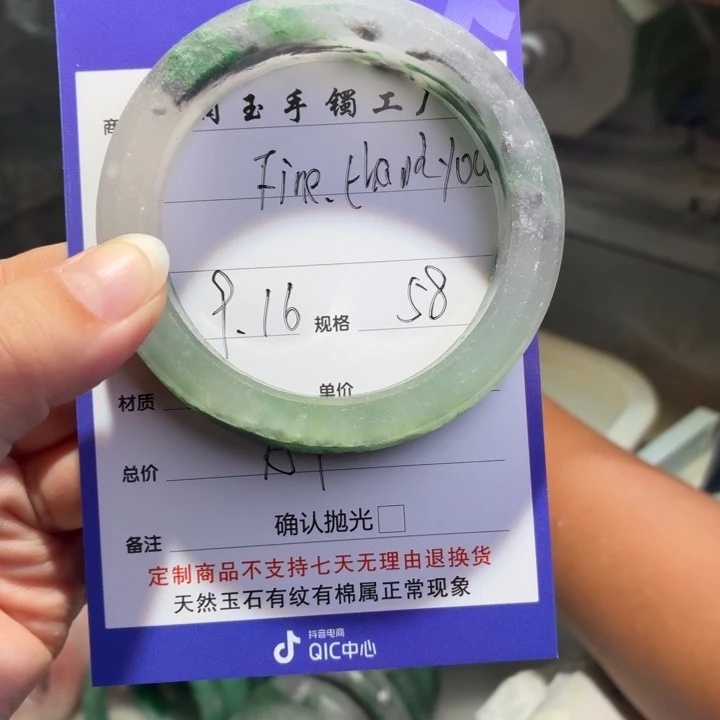 商
玉手镯工厂
Fine.thandyou
9.16 规格 58
单价
材质
总价
确认抛光
备注
定制商品不支持七天无理由退换货
天然玉石有纹有棉属正常现象
抖音电商
QIC中心